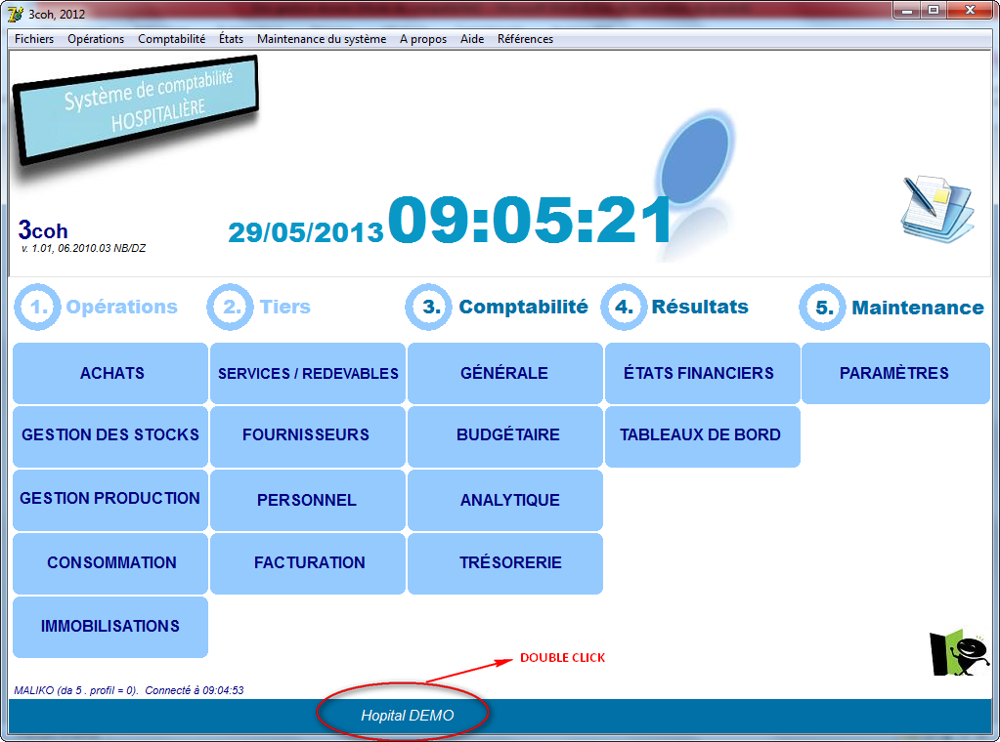 3coh, 2012
Fichiers Opérations Comptabilité États Maintenance du système A propos Aide Références
Système de comptabilité
HOSPITALIÈRE
3coh
v. 1.01, 06.2010.03 NB/DZ
29/05/2013 09:05:21
1. Opérations 2. Tiers 3. Comptabilité 4. Résultats 5. Maintenance
ACHATS SERVICES / REDEVABLES GÉNÉRALE ÉTATS FINANCIERS PARAMÈTRES
GESTION DES STOCKS FOURNISSEURS BUDGÉTAIRE TABLEAUX DE BORD
GESTION PRODUCTION PERSONNEL ANALYTIQUE
CONSOMMATION FACTURATION TRÉSORERIE
IMMOBILISATIONS
DOUBLE CLICK
MALIKO (da 5 . profil = 0). Connecté à 09:04:53
Hopital DEMO